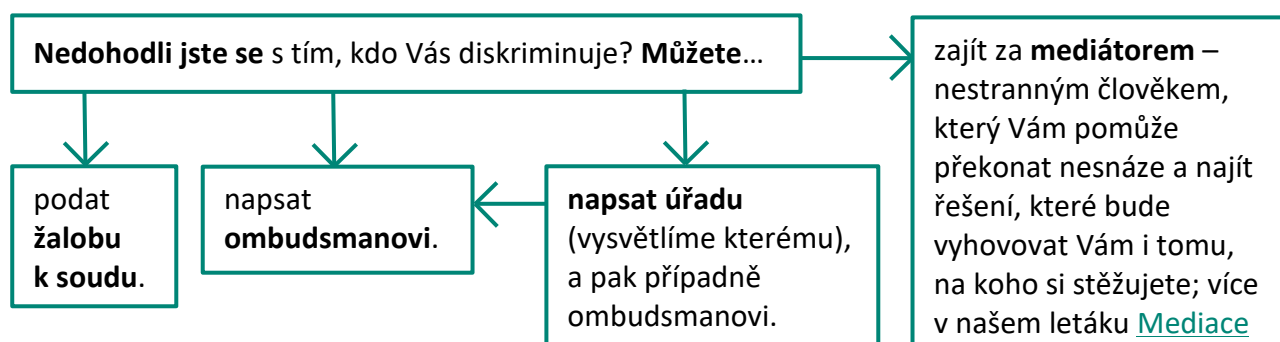 Nedohodli jste se s tím, kdo Vás diskriminuje? Můžete…
podat
žalobu
k soudu.
napsat
ombudsmanovi.
napsat úřadu
(vysvětlíme kterému),
a pak případně
ombudsmanovi.
zajít za mediátorem –
nestranným člověkem,
který Vám pomůže
překonat nesnáze a najít
řešení, které bude
vyhovovat Vám i tomu,
na koho si stěžujete; více
v našem letáku Mediace